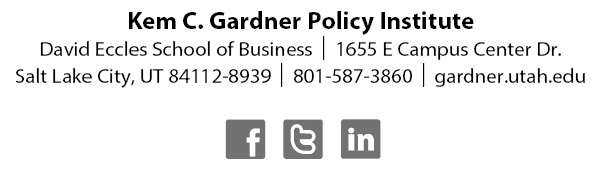 Kem C. Gardner Policy Institute
David Eccles School of Business | 1655 E Campus Center Dr.
Salt Lake City, UT 84112-8939 | 801-587-3860 | gardner.utah.edu